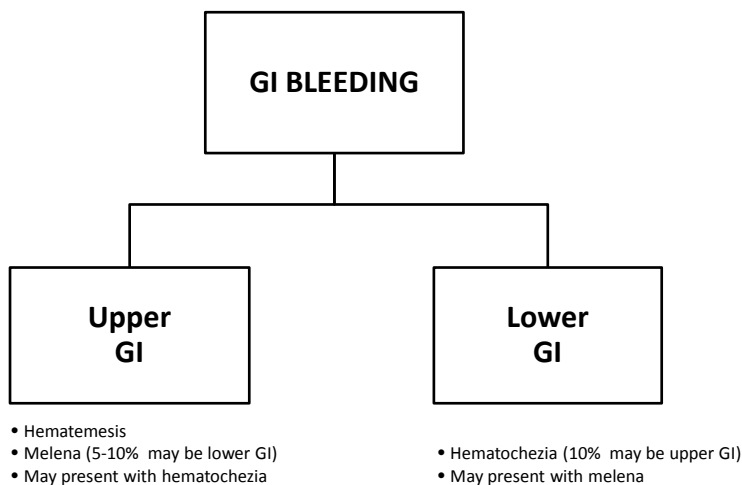 GI BLEEDING
Upper
GI
• Hematemesis
• Melena (5-10% may be lower GI)
• May present with hematochezia
Lower
GI
• Hematochezia (10% may be upper GI)
• May present with melena